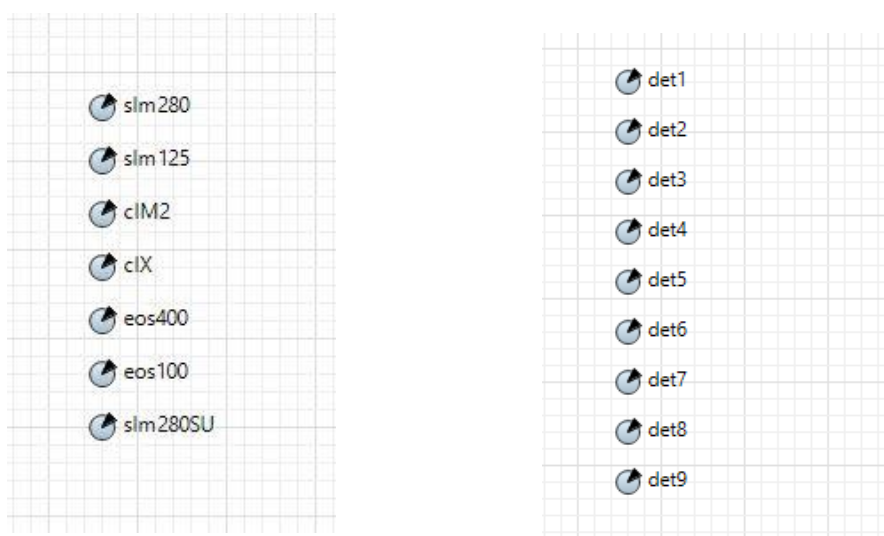 slm280
slm125
clM2
clX
eos400
eos100
slm280SU
det1
det2
det3
det4
det5
det6
det7
det8
det9